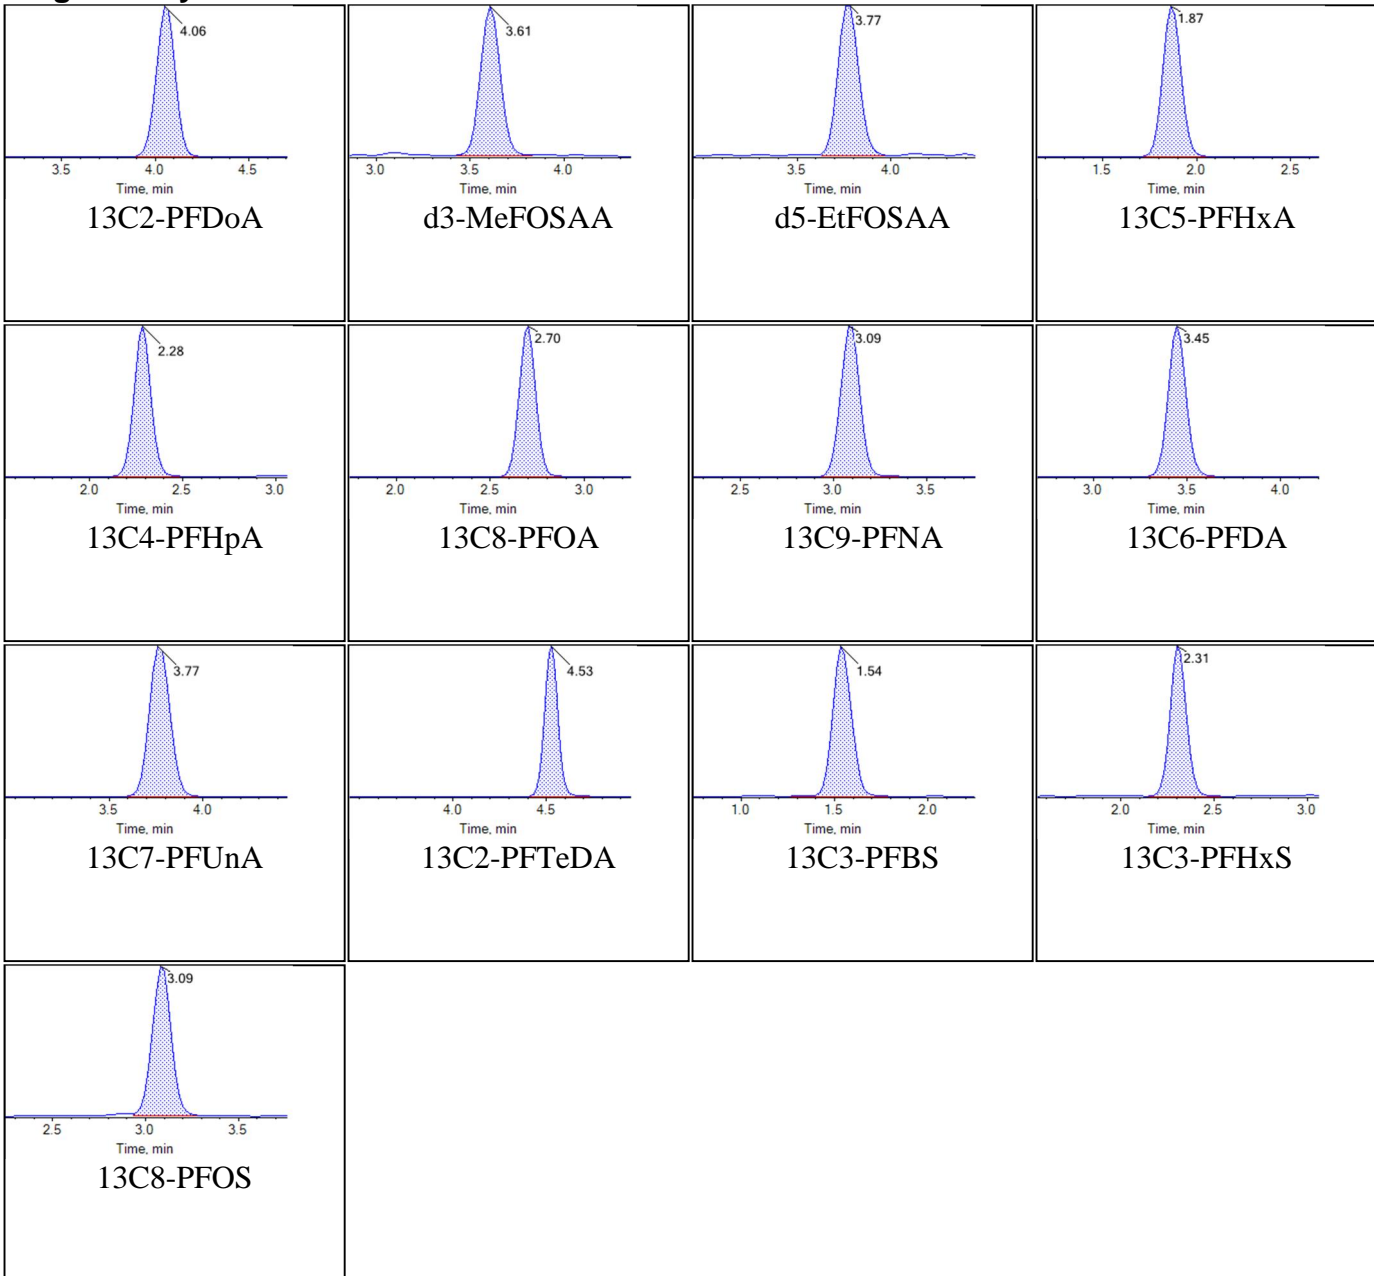 4.06
3.5 4.0 4.5
Time, min
13C2-PFDoA
3.61
3.0 3.5 4.0
Time, min
d3-MeFOSAA
3.77
3.5 4.0
Time, min
d5-EtFOSAA
1.87
1.5 2.0 2.5
Time, min
13C5-PFHxA
2.28
2.0 2.5 3.0
Time, min
13C4-PFHpA
2.70
2.0 2.5 3.0
Time, min
13C8-PFOA
3.09
2.5 3.0 3.5
Time, min
13C9-PFNA
3.45
3.0 3.5 4.0
Time, min
13C6-PFDA
3.77
3.5 4.0
Time, min
13C7-PFUnA
4.53
4.0 4.5
Time, min
13C2-PFTeDA
1.54
1.0 1.5 2.0
Time, min
13C3-PFBS
2.31
2.0 2.5 3.0
Time, min
13C3-PFHxS
3.09
2.5 3.0 3.5
Time, min
13C8-PFOS